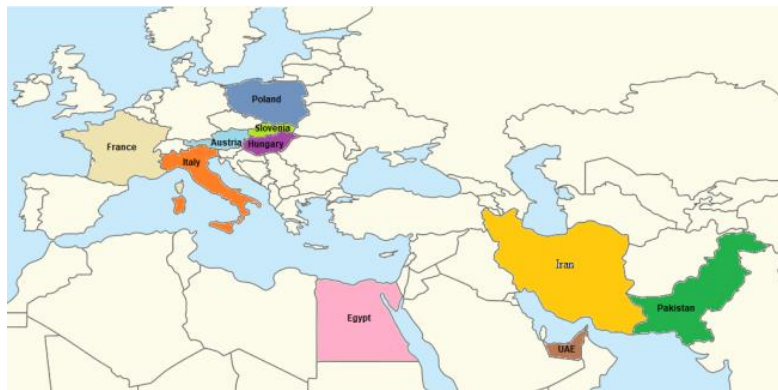 Poland
Slovenia
Austria
Hungary
France
Italy
Iran
Egypt
Pakistan
UAE